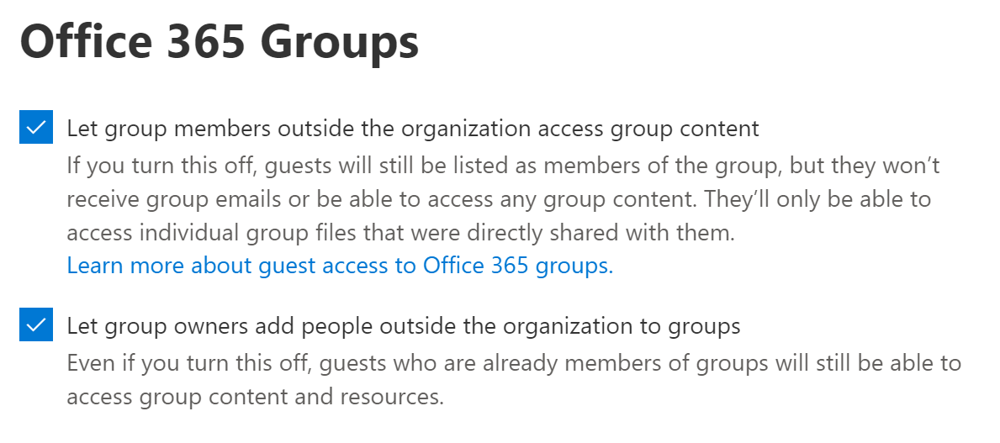 Office 365 Groups
Let group members outside the organization access group content
If you turn this off, guests will still be listed as members of the group, but they won’t
receive group emails or be able to access any group content. They’ll only be able to
access individual group files that were directly shared with them.
Learn more about guest access to Office 365 groups.
Let group owners add people outside the organization to groups
Even if you turn this off, guests who are already members of groups will still be able to
access group content and resources.